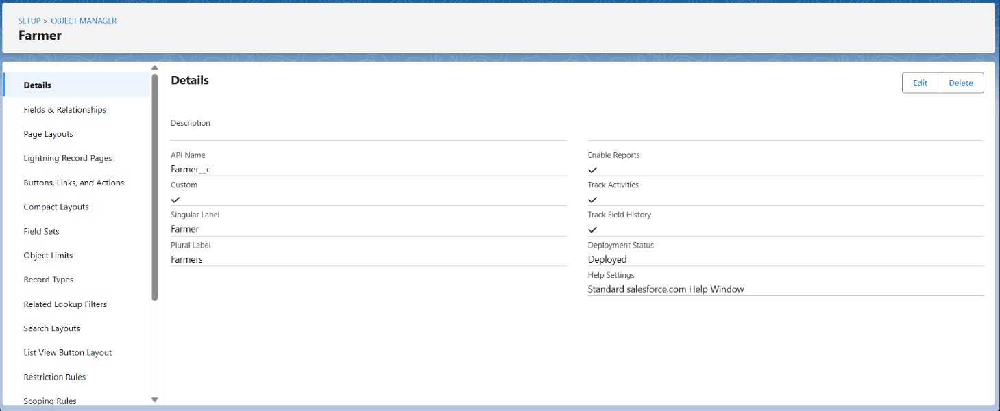 SETUP > OBJECT MANAGER
Farmer
Details
Fields & Relationships
Page Layouts
Lightning Record Pages
Buttons, Links, and Actions
Compact Layouts
Field Sets
Object Limits
Record Types
Related Lookup Filters
Search Layouts
List View Button Layout
Restriction Rules
Scoping Rules
Details
Edit
Delete
Description
API Name
Farmer__c
Custom
Singular Label
Farmer
Plural Label
Farmers
Enable Reports
Track Activities
Track Field History
Deployment Status
Deployed
Help Settings
Standard salesforce.com Help Window